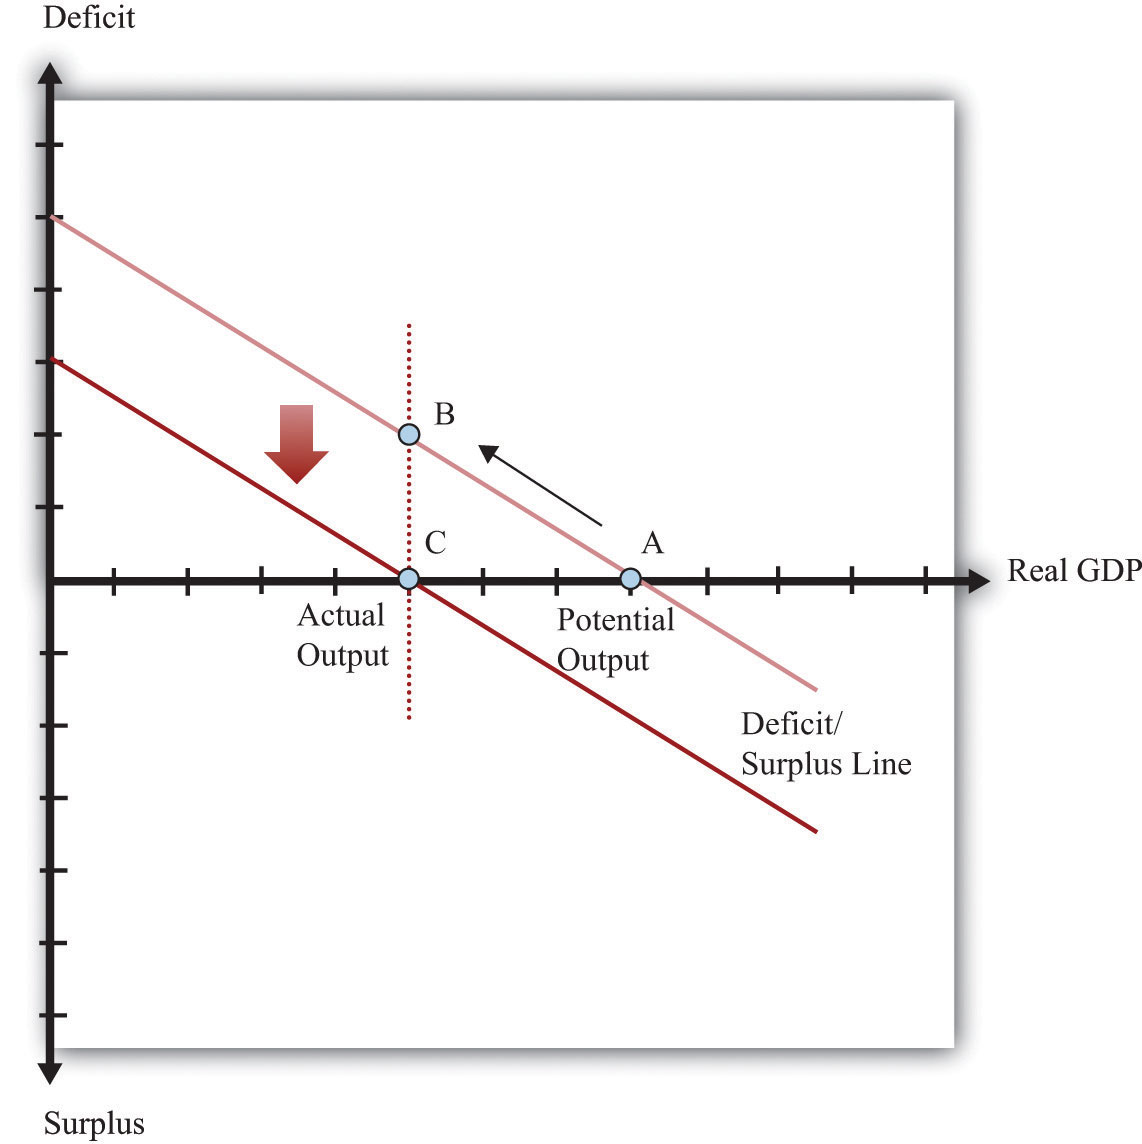 Deficit
B
C
A
Real GDP
Actual
Output
Potential
Output
Deficit/
Surplus Line
Surplus